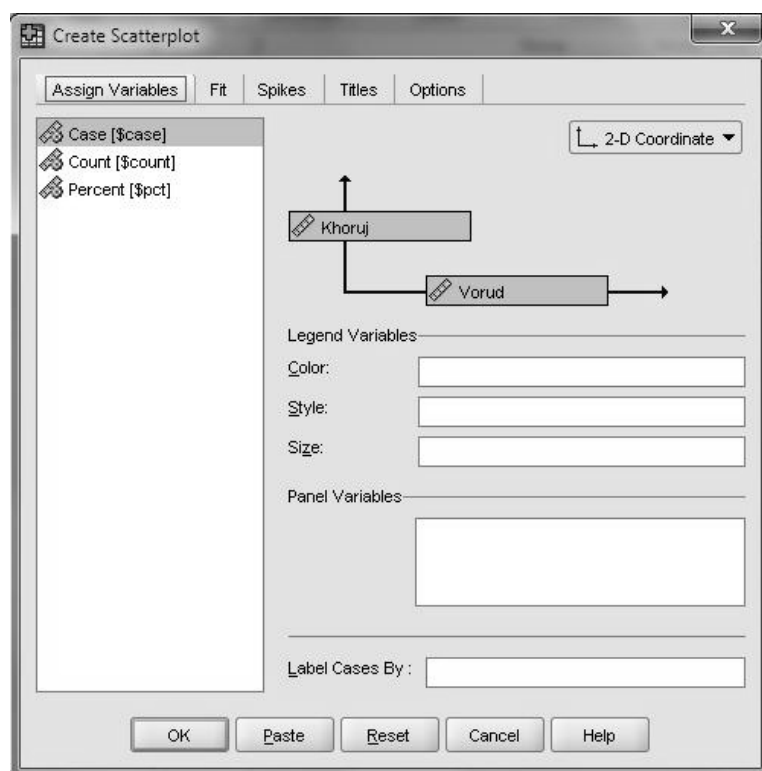 Create Scatterplot
Assign Variables Fit Spikes Titles Options
Case [$case]
Count [$count]
Percent [$pct]
2-D Coordinate
Khoruj
Vorud
Legend Variables
Color:
Style:
Size:
Panel Variables
Label Cases By :
OK Paste Reset Cancel Help